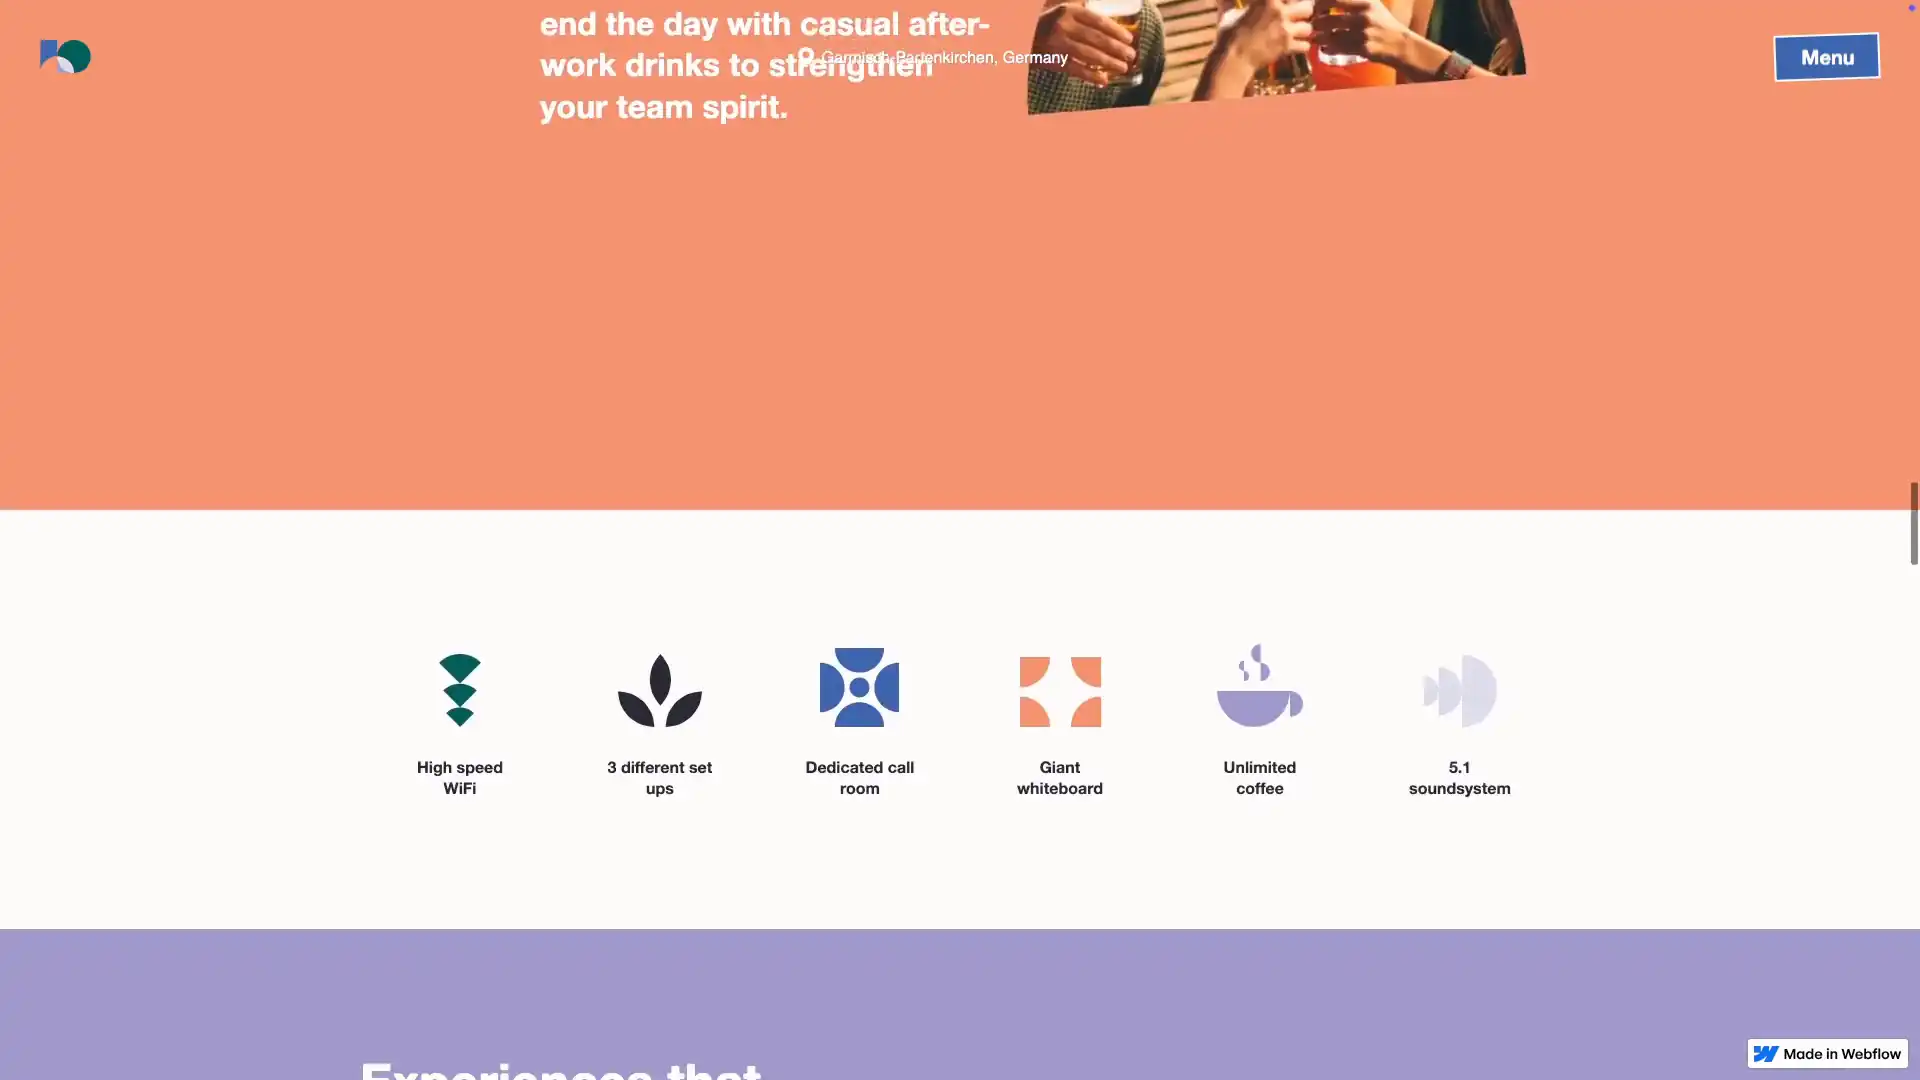 end the day with casual after-
work drinks to strengthen
your team spirit.
Garmisch-Partenkirchen, Germany
Menu
High speed
WiFi
3 different set
ups
Dedicated call
room
Giant
whiteboard
Unlimited
coffee
5.1
soundsystem
Experiences that
Made in Webflow